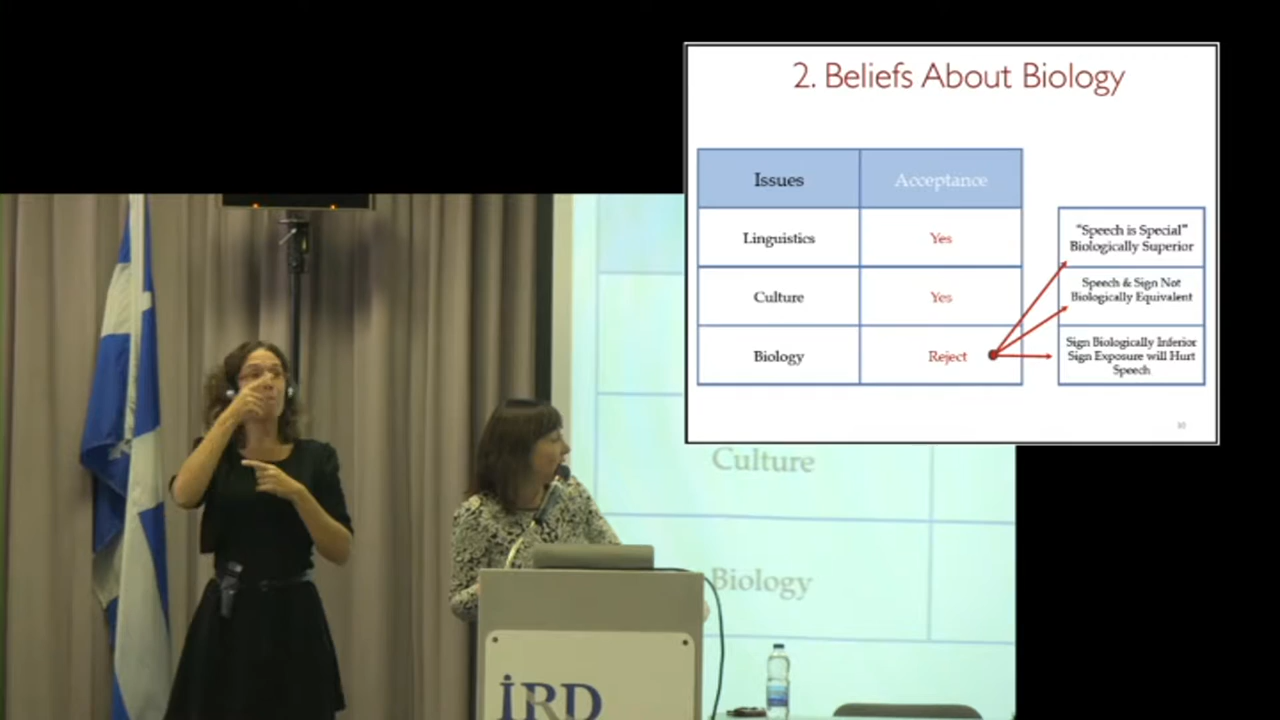 2. Beliefs About Biology
Issues
Acceptance
Linguistics
Yes
Culture
Yes
Biology
Reject
"Speech is Special"
Biologically Superior
Speech & Sign Not
Biologically Equivalent
Sign Biologically Inferior
Sign Exposure will Hurt
Speech
Culture
Biology
İRD